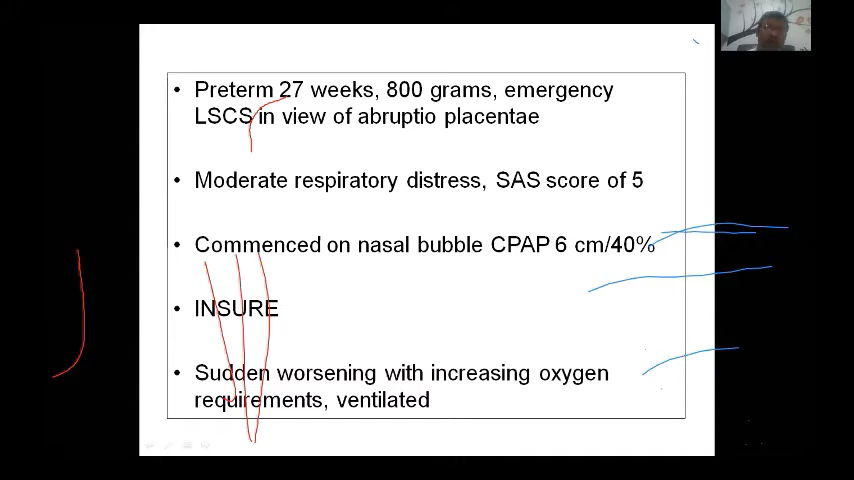 • Preterm 27 weeks, 800 grams, emergency
LSCS in view of abruptio placentae
• Moderate respiratory distress, SAS score of 5
• Commenced on nasal bubble CPAP 6 cm/40%
• INSURE
• Sudden worsening with increasing oxygen
requirements, ventilated